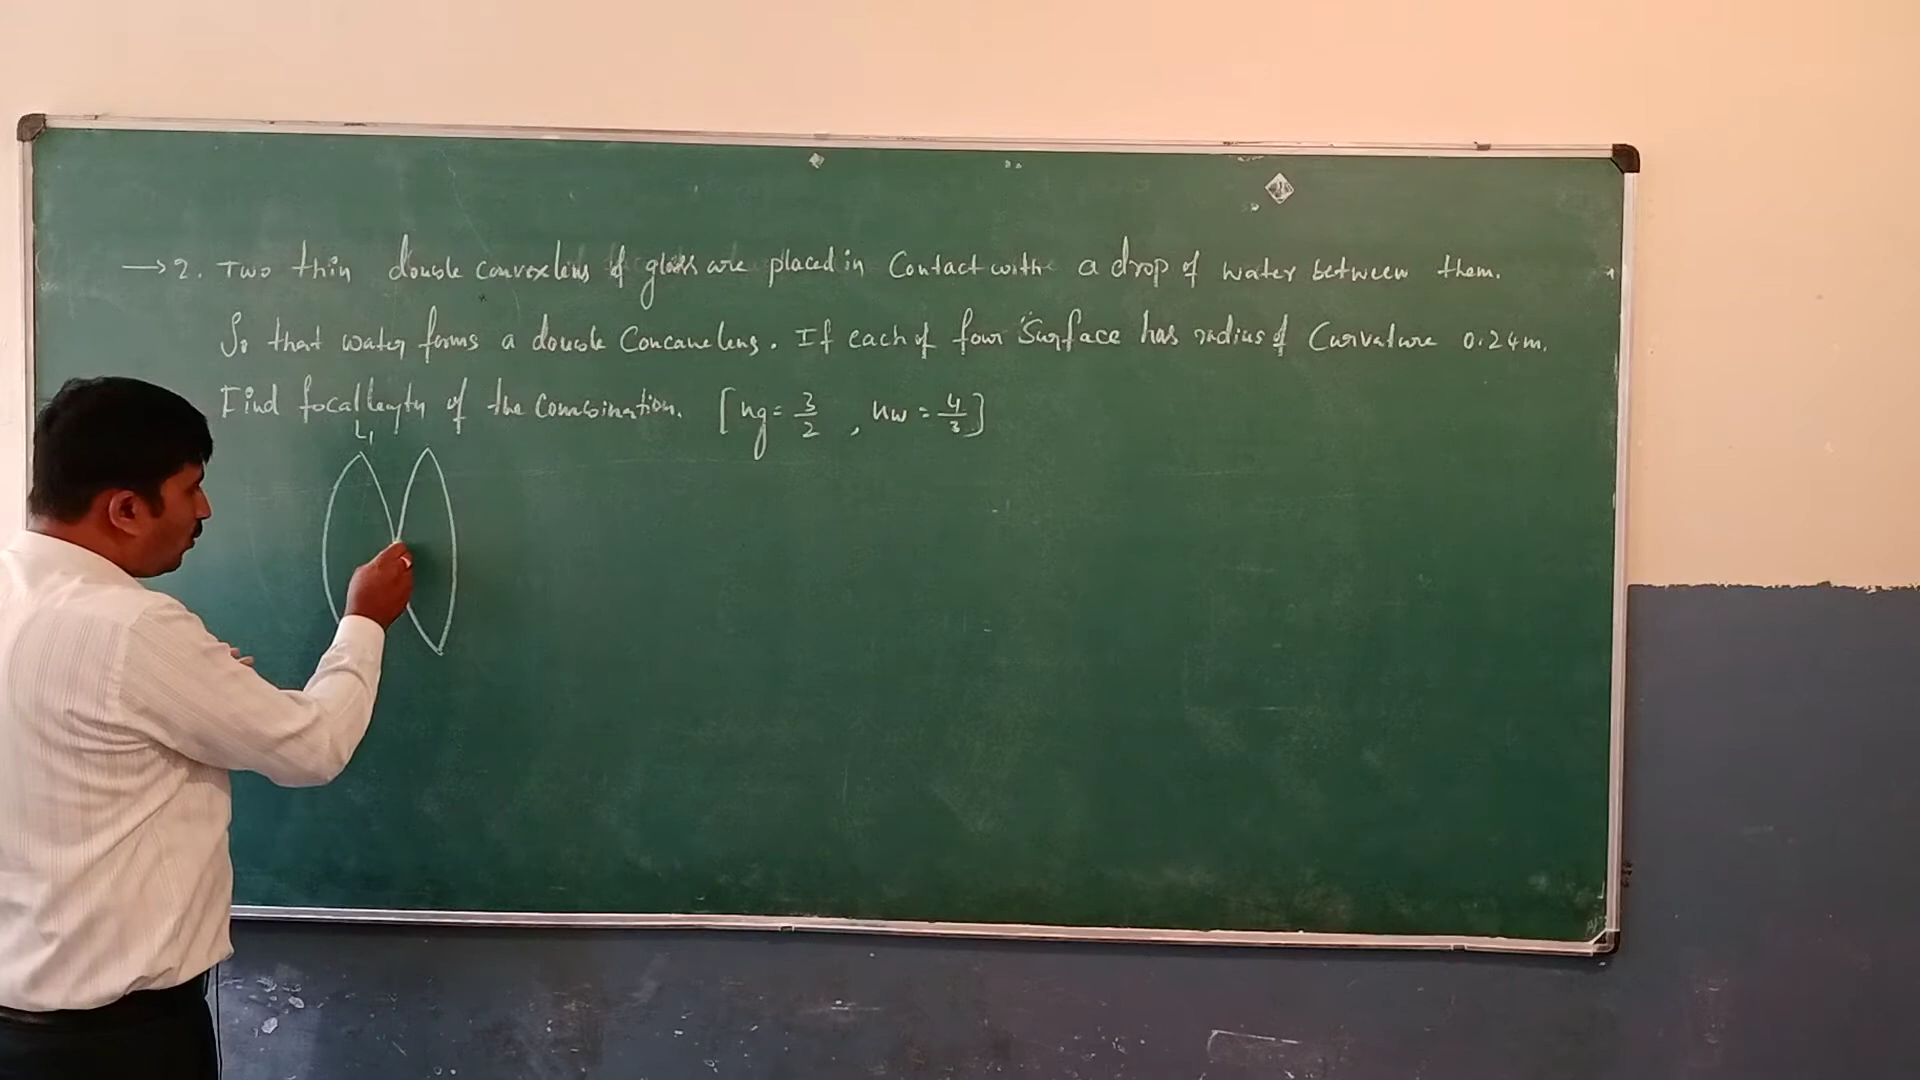 → 2. Two thin double convex lens of glass are placed in Contact with a drop of water between them.
So that water forms a double Concave lens. If each of four Surface has radius of Curvature 0.24m.
Find focal length of the Combination. [ng = 3/2 , nw = 4/3]
L₁